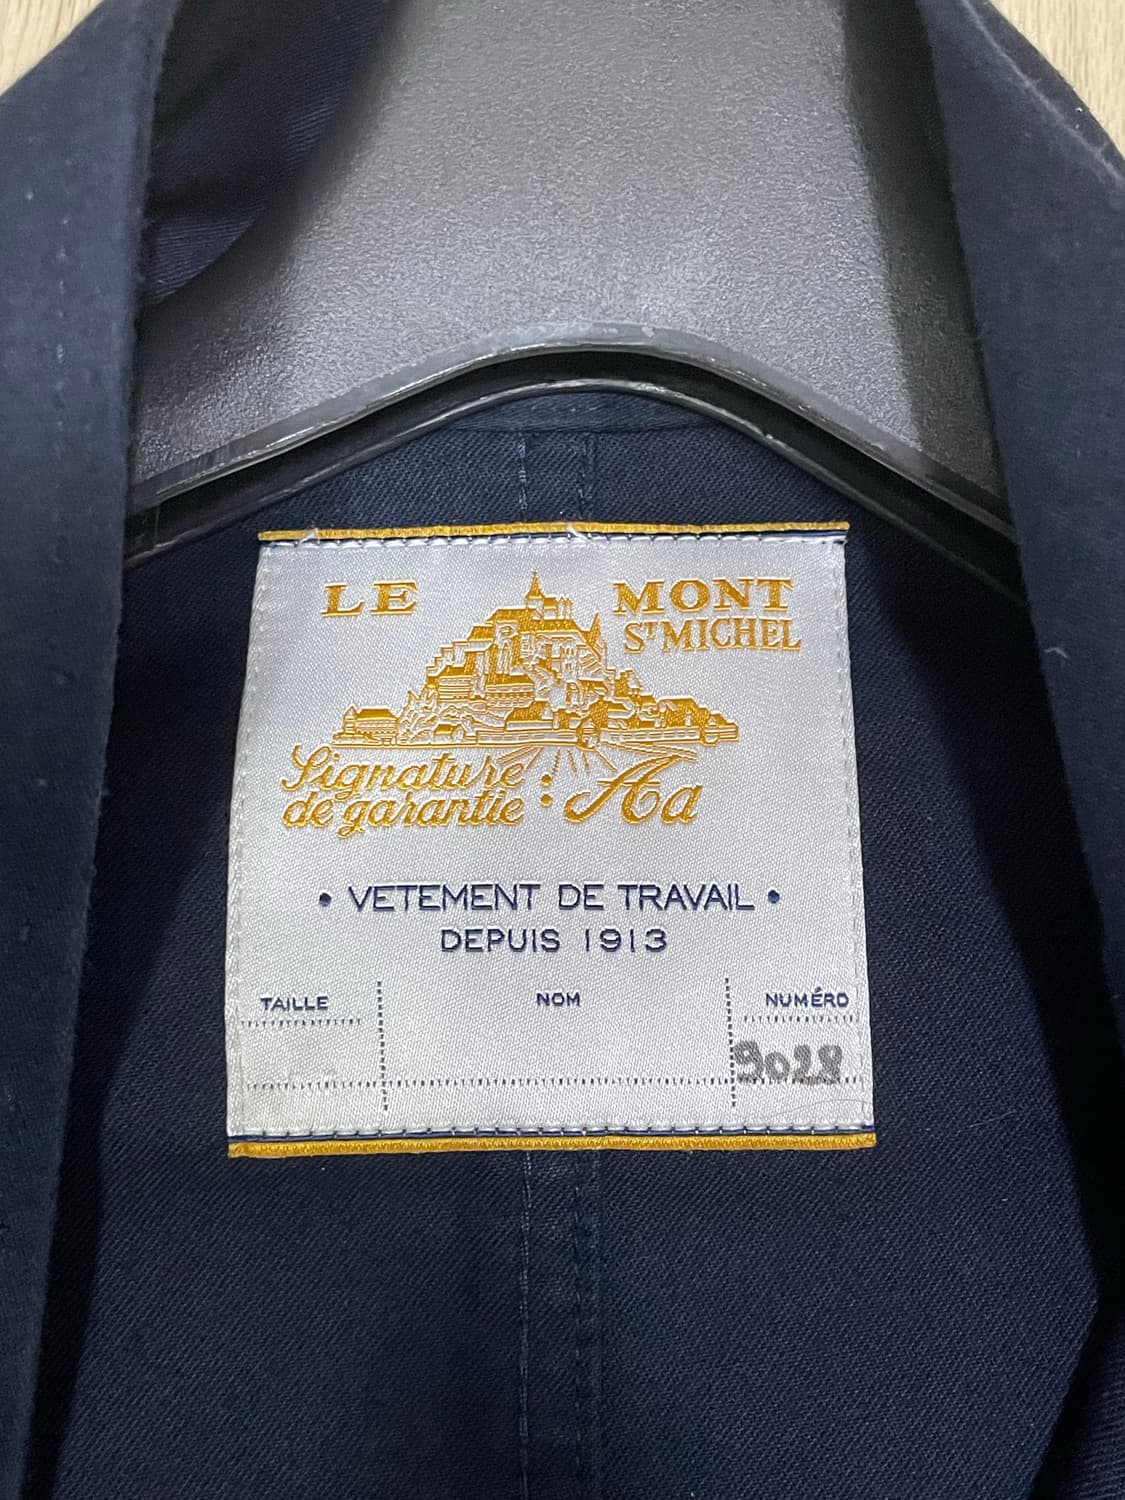 LE MONT
ST MICHEL
Signature : Aa
de garantie
• VETEMENT DE TRAVAIL •
DEPUIS 1913
TAILLE NOM NUMÉRO
9028